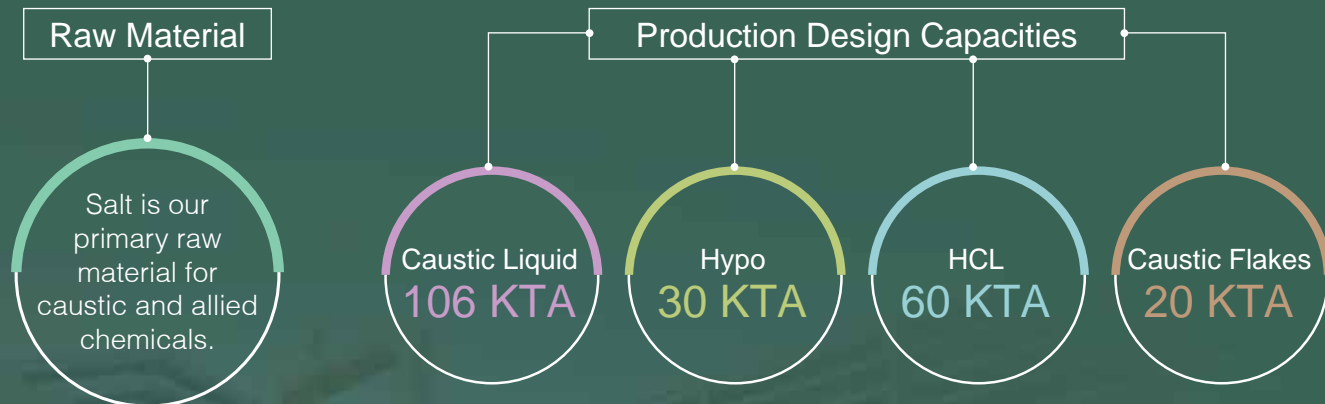 Raw Material
Production Design Capacities
Salt is our
primary raw
material for
caustic and allied
chemicals.
Caustic Liquid
106 KTA
Hypo
30 KTA
HCL
60 KTA
Caustic Flakes
20 KTA